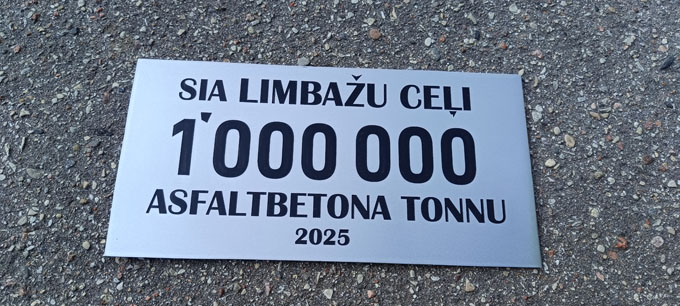 SIA LIMBAŽU CEĻI
1'000 000
ASFALTBETONA TONNU
2025